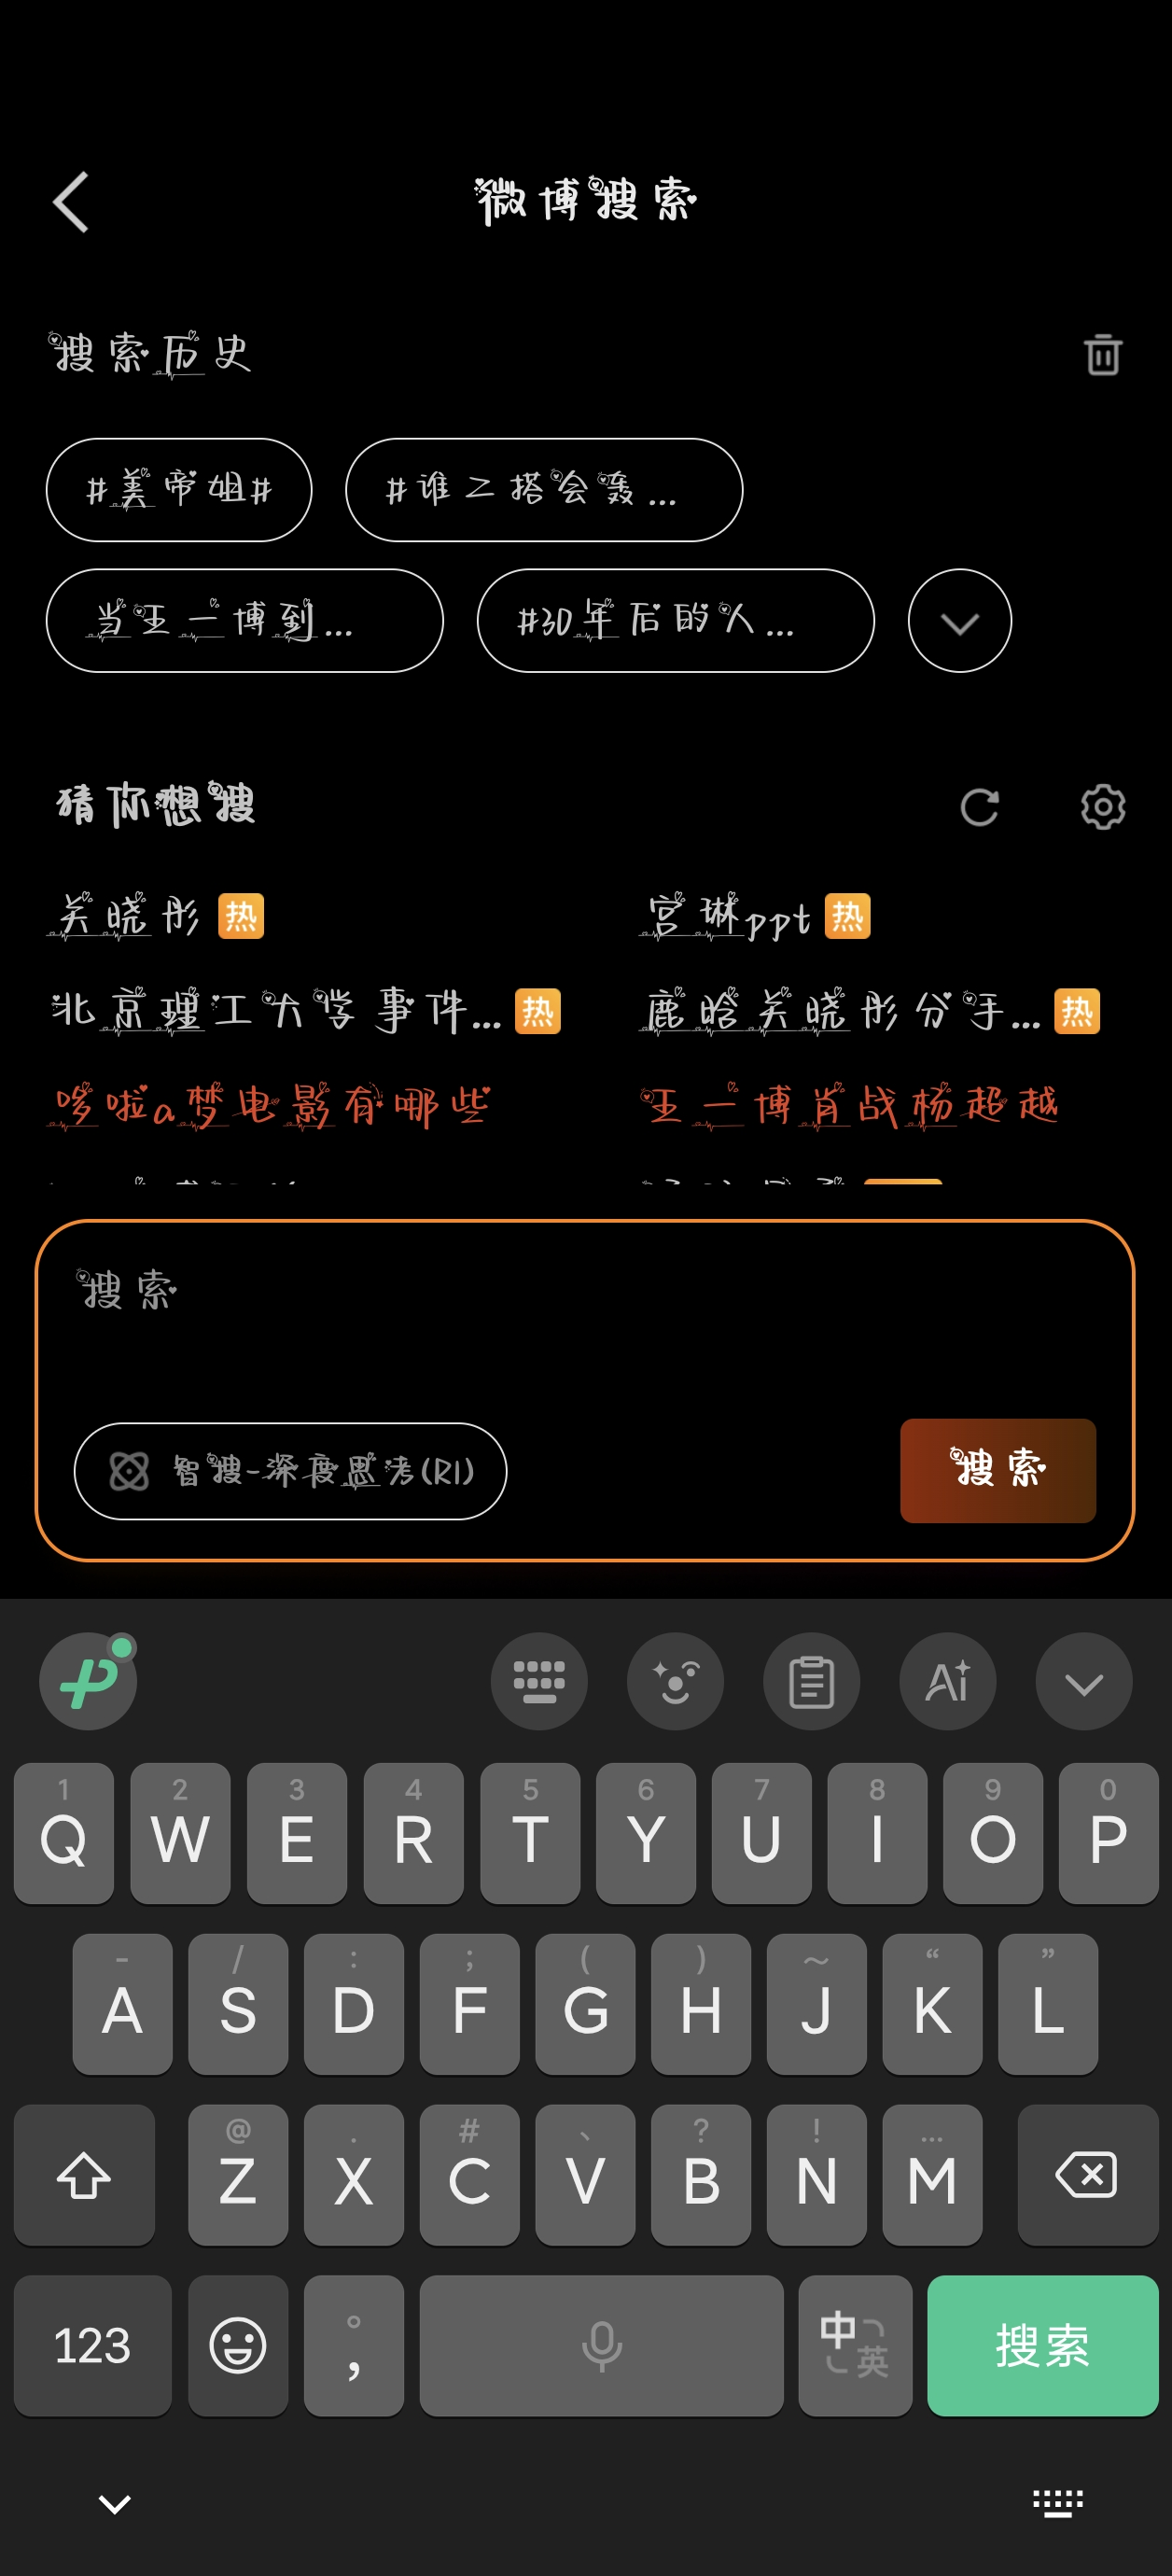 微博搜索
搜索历史
#美帝姐# #谁二搭会轰...
当王一博到... #30年后的人...
猜你想搜
关晓彤 热 宫琳ppt 热
北京理工大学事件... 热 鹿晗关晓彤分手... 热
哆啦a梦电影有哪些 王一博肖战杨超越
搜索
智搜-深度思考(R1) 搜索
Ai
1 2 3 4 5 6 7 8 9 0
Q W E R T Y U I O P
- / : ; ( ) ～ “ ”
A S D F G H J K L
@ . # 、 ? ! ...
Z X C V B N M
123 。 , 中 英 搜索